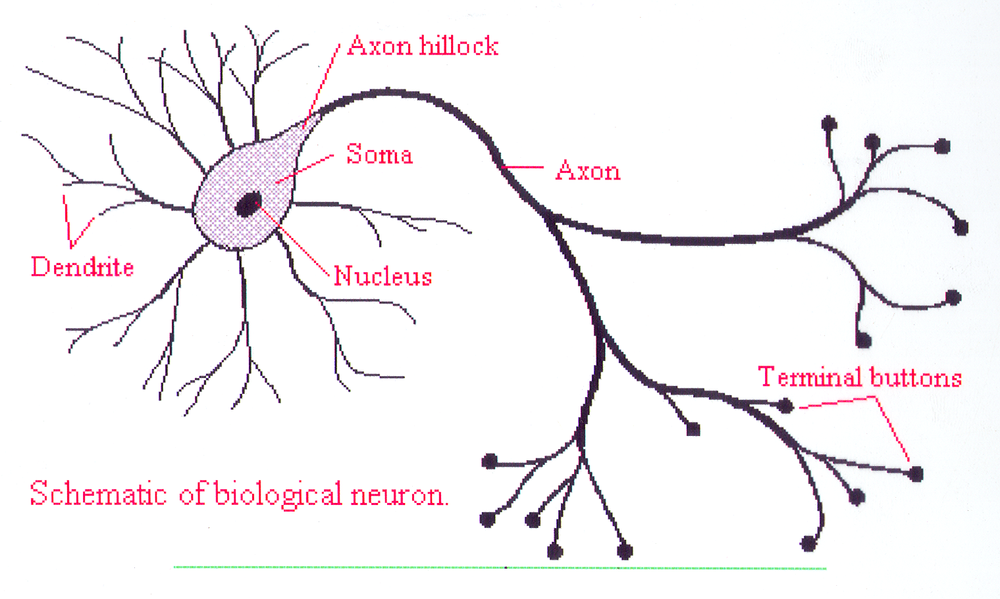 Axon hillock
Soma
Axon
Dendrite
Nucleus
Terminal buttons
Schematic of biological neuron.